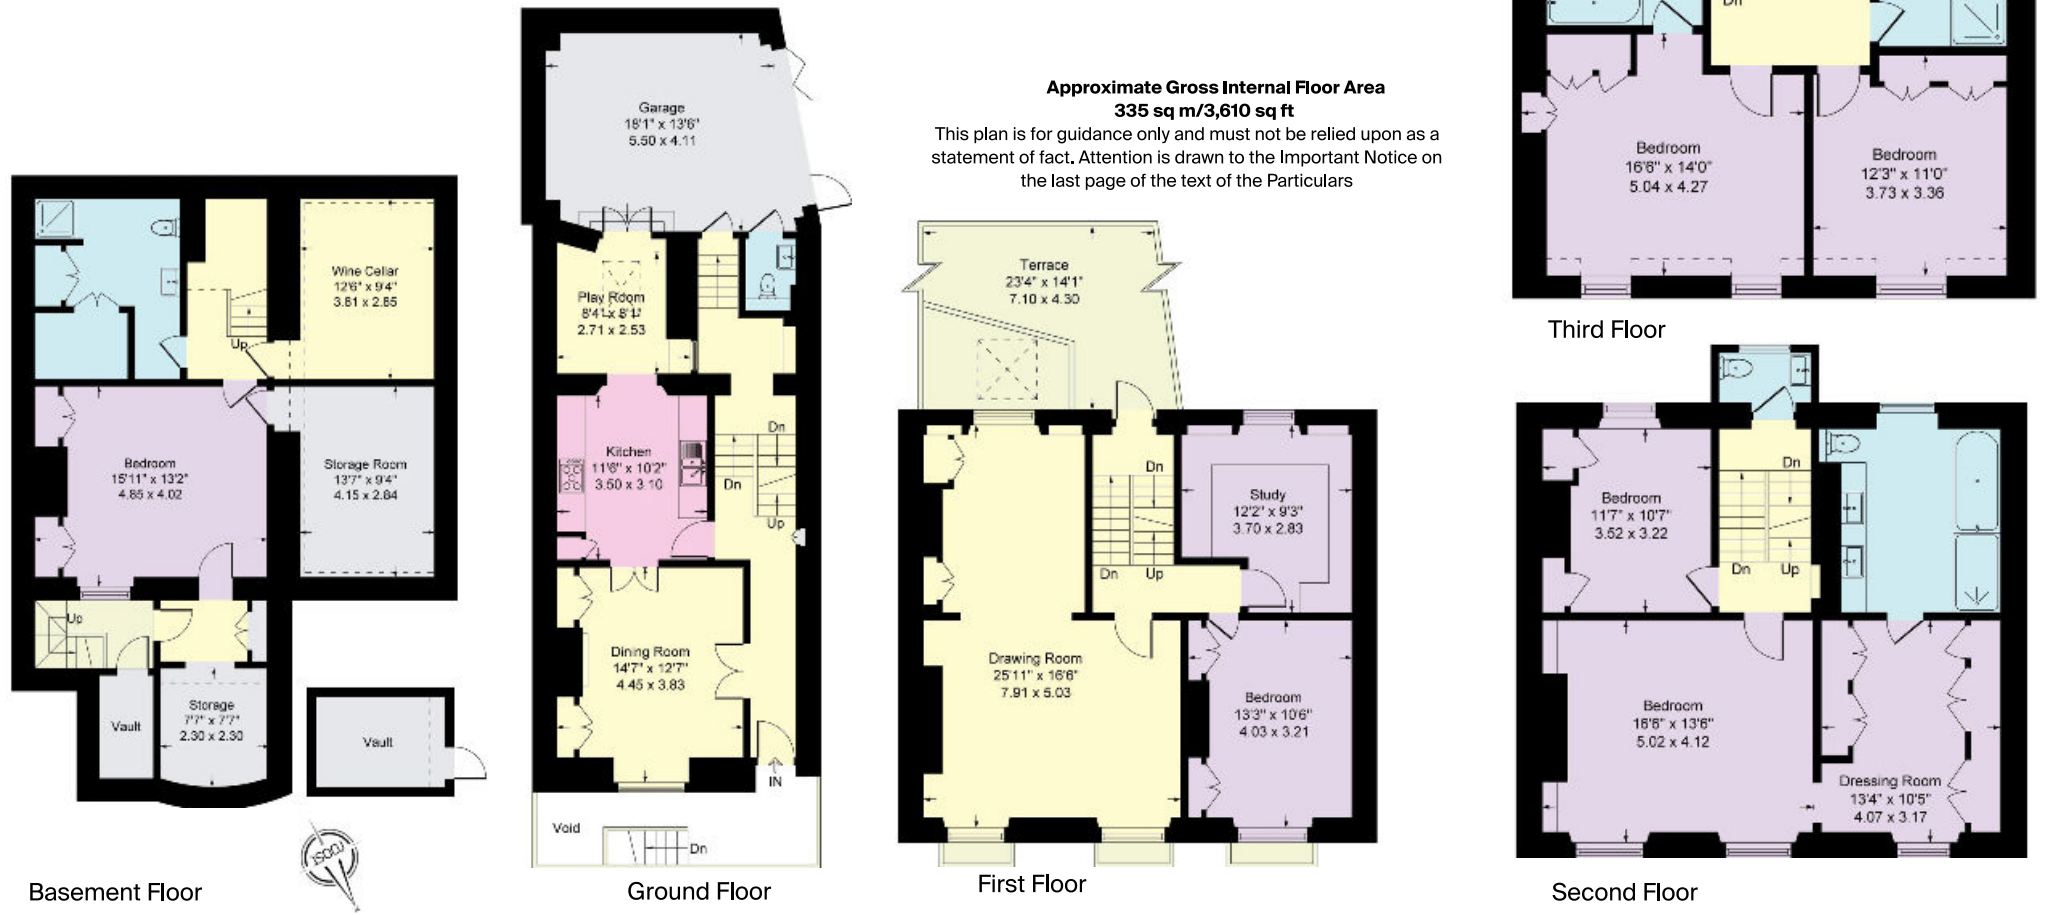 Approximate Gross Internal Floor Area
335 sq m/3,610 sq ft
This plan is for guidance only and must not be relied upon as a
statement of fact. Attention is drawn to the Important Notice on
the last page of the text of the Particulars
Wine Cellar
12'6" x 9'4"
3.81 x 2.85
Up
Bedroom
15'11" x 13'2"
4.85 x 4.02
Storage Room
13'7" x 9'4"
4.15 x 2.84
Up
Vault
Storage
7'7" x 7'7"
2.30 x 2.30
Vault
Basement Floor
Garage
18'1" x 13'6"
5.50 x 4.11
Play Room
8'4" x 8'1"
2.71 x 2.53
Kitchen
11'6" x 10'2"
3.50 x 3.10
Dn
Dn
Up
Dining Room
14'7" x 12'7"
4.45 x 3.83
IN
Void
Dn
Ground Floor
Terrace
23'4" x 14'1"
7.10 x 4.30
Dn
Dn
Up
Study
12'2" x 9'3"
3.70 x 2.83
Drawing Room
25'11" x 16'6"
7.91 x 5.03
Bedroom
13'3" x 10'6"
4.03 x 3.21
First Floor
Dn
Bedroom
16'6" x 14'0"
5.04 x 4.27
Bedroom
12'3" x 11'0"
3.73 x 3.36
Third Floor
Bedroom
11'7" x 10'7"
3.52 x 3.22
Dn
Dn
Up
Bedroom
16'6" x 13'6"
5.02 x 4.12
Dressing Room
13'4" x 10'5"
4.07 x 3.17
Second Floor